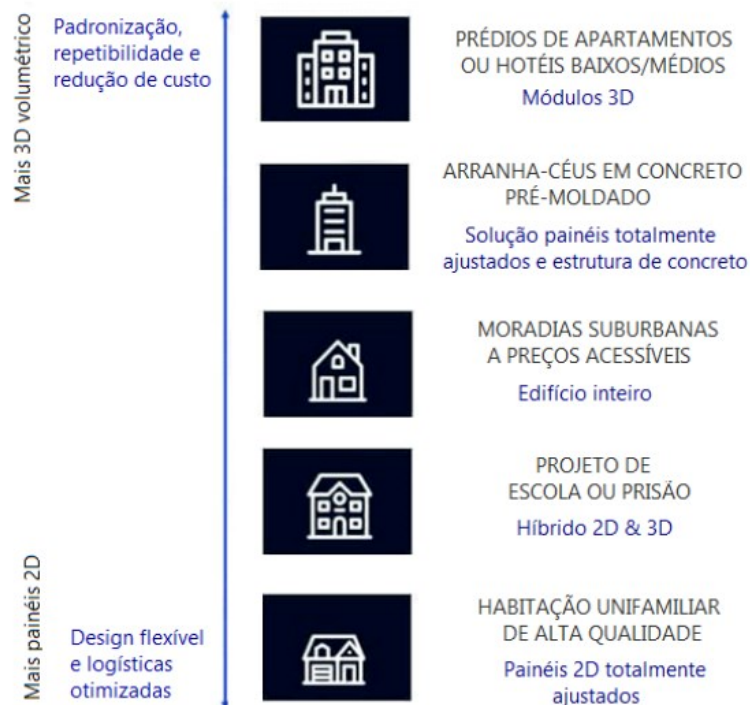 Mais 3D volumétrico
Padronização,
repetibilidade e
redução de custo
PRÉDIOS DE APARTAMENTOS
OU HOTÉIS BAIXOS/MÉDIOS
Módulos 3D
ARRANHA-CÉUS EM CONCRETO
PRÉ-MOLDADO
Solução painéis totalmente
ajustados e estrutura de concreto
MORADIAS SUBURBANAS
A PREÇOS ACESSÍVEIS
Edifício inteiro
PROJETO DE
ESCOLA OU PRISÃO
Híbrido 2D & 3D
Mais painéis 2D
Design flexível
e logísticas
otimizadas
HABITAÇÃO UNIFAMILIAR
DE ALTA QUALIDADE
Painéis 2D totalmente
ajustados